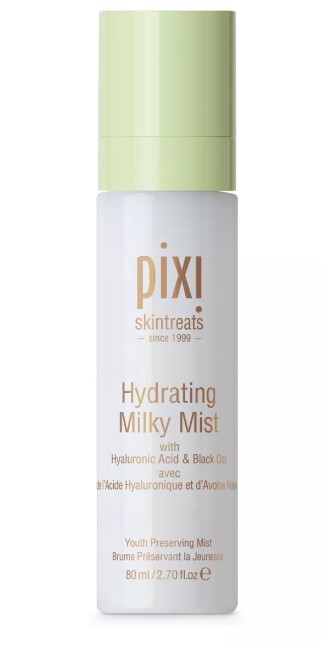 pixi
skintreats
– since 1999 –
Hydrating
Milky Mist
with
Hyaluronic Acid & Black Oat
avec
de l'Acide Hyaluronique et d'Avoine
Youth Preserving Mist
Brume Préservant la Jeunesse
80 ml / 2.70 fl.oz ℮